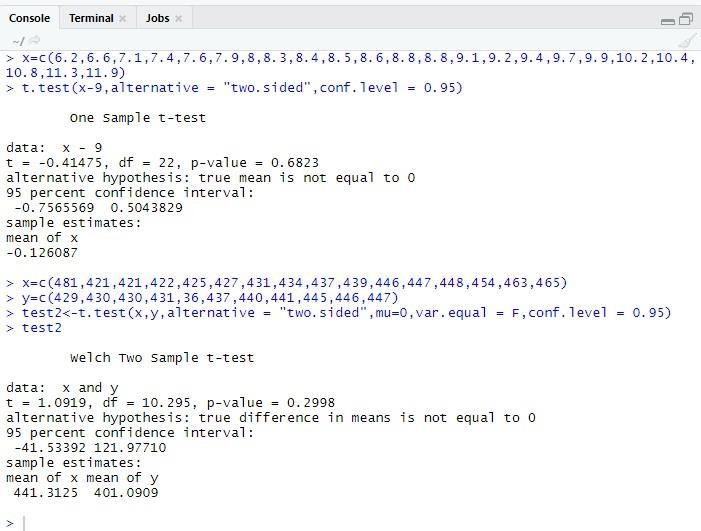 Console Terminal × Jobs ×
~/
> x=c(6.2,6.6,7.1,7.4,7.6,7.9,8,8.3,8.4,8.5,8.6,8.8,8.8,9.1,9.2,9.4,9.7,9.9,10.2,10.4,
10.8,11.3,11.9)
> t.test(x-9,alternative = "two.sided",conf.level = 0.95)
One Sample t-test
data: x - 9
t = -0.41475, df = 22, p-value = 0.6823
alternative hypothesis: true mean is not equal to 0
95 percent confidence interval:
-0.7565569 0.5043829
sample estimates:
mean of x
-0.126087
> x=c(481,421,421,422,425,427,431,434,437,439,446,447,448,454,463,465)
> y=c(429,430,430,431,36,437,440,441,445,446,447)
> test2<-t.test(x,y,alternative = "two.sided",mu=0,var.equal = F,conf.level = 0.95)
> test2
Welch Two Sample t-test
data: x and y
t = 1.0919, df = 10.295, p-value = 0.2998
alternative hypothesis: true difference in means is not equal to 0
95 percent confidence interval:
-41.53392 121.97710
sample estimates:
mean of x mean of y
441.3125 401.0909
>